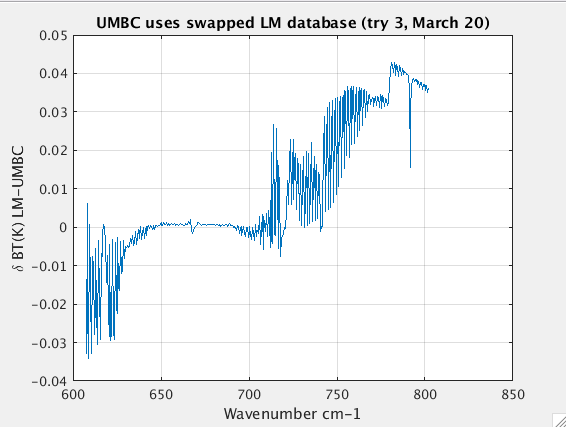 UMBC uses swapped LM database (try 3, March 20)
0.05
0.04
0.03
0.02
0.01
0
-0.01
-0.02
-0.03
-0.04
δ BT(K) LM-UMBC
600 650 700 750 800 850
Wavenumber cm-1